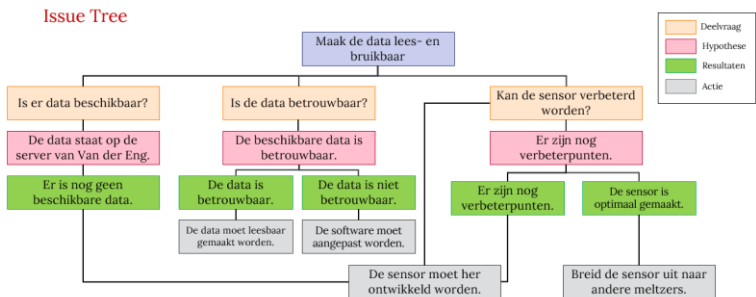 Issue Tree
Maak de data lees- en
bruikbaar
Deelvraag
Hypothese
Resultaten
Actie
Is er data beschikbaar?
Is de data betrouwbaar?
Kan de sensor verbeterd
worden?
De data staat op de
server van Van der Eng.
De beschikbare data is
betrouwbaar.
Er zijn nog
verbeterpunten.
Er is nog geen
beschikbare data.
De data is
betrouwbaar.
De data is niet
betrouwbaar.
Er zijn nog
verbeterpunten.
De sensor is
optimaal gemaakt.
De data moet leesbaar
gemaakt worden.
De software moet
aangepast worden.
De sensor moet her
ontwikkeld worden.
Breid de sensor uit naar
andere meltzers.